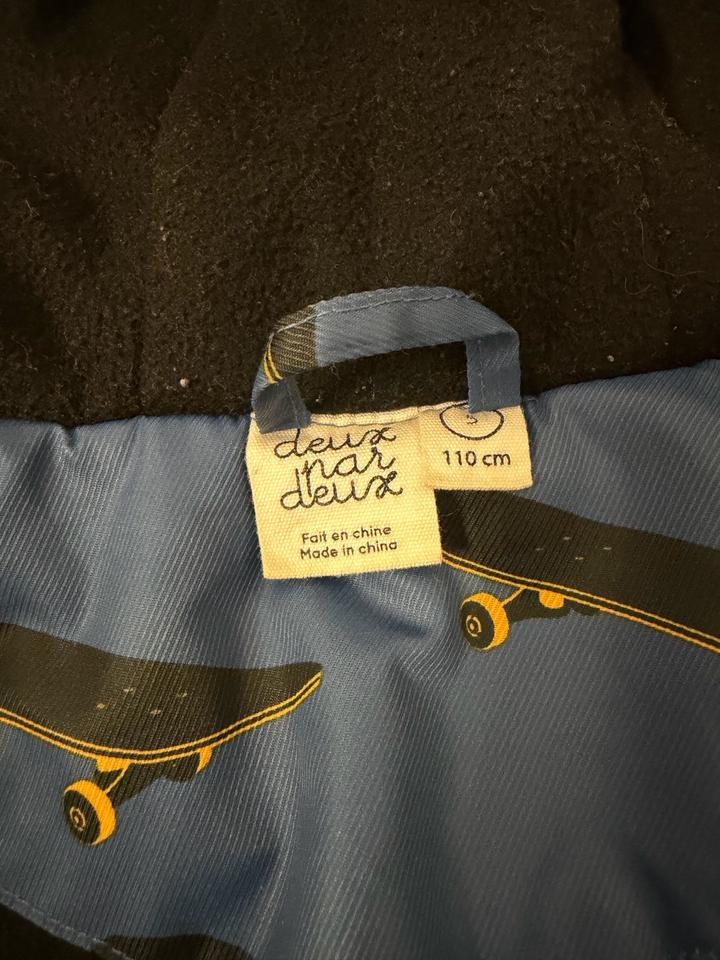 deux
par
deux
Fait en chine
Made in china
5
110 cm